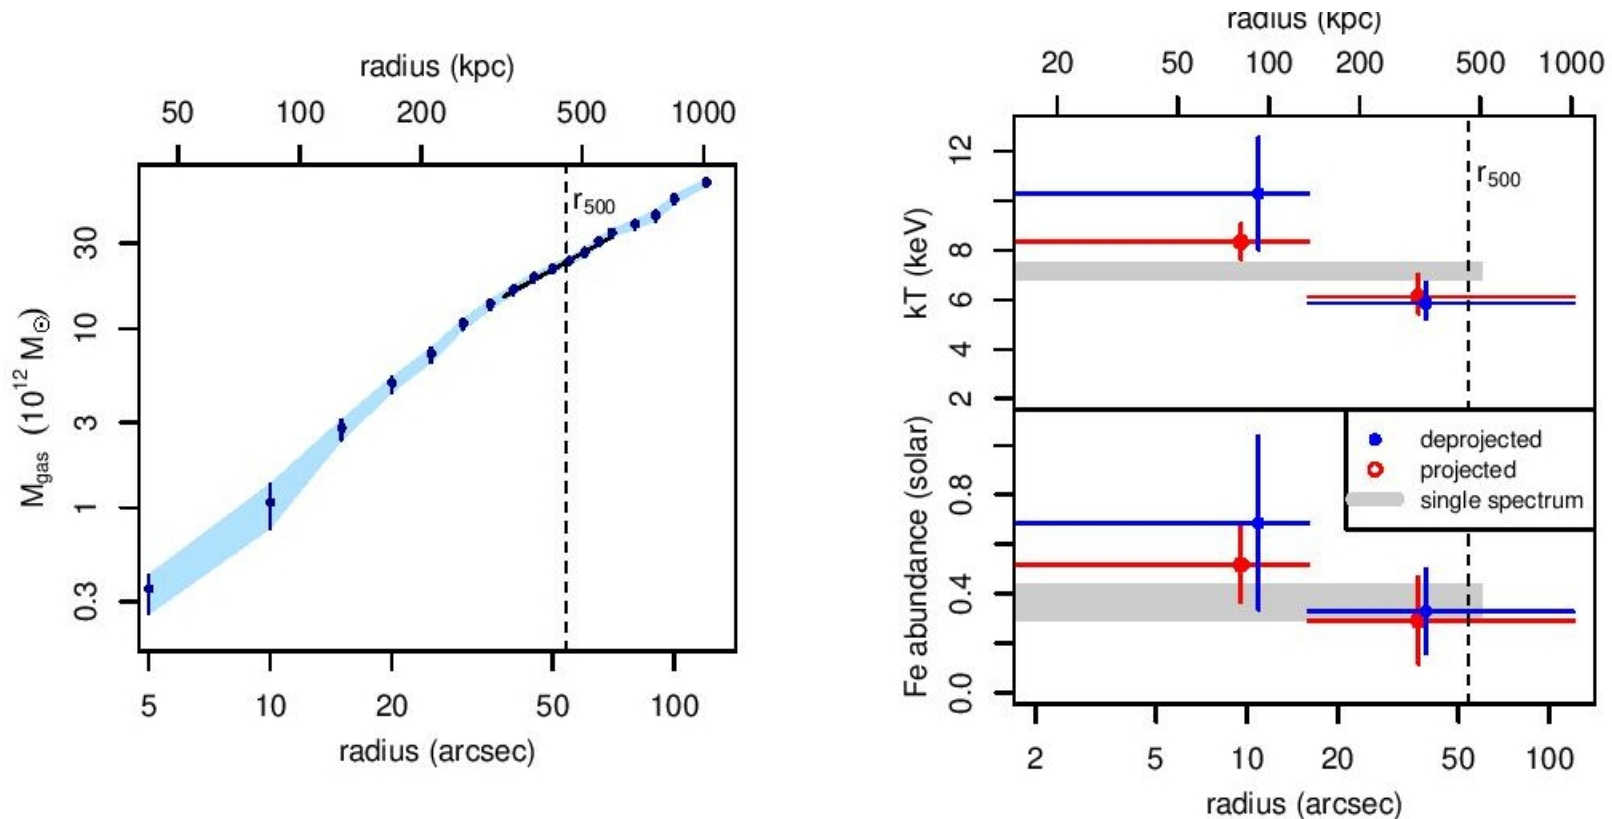 radius (kpc)
50 100 200 500 1000
r500
Mgas (10^12 M☉)
30
10
3
1
0.3
5 10 20 50 100
radius (arcsec)
radius (kpc)
20 50 100 200 500 1000
kT (keV)
12
8
6
4
2
r500
Fe abundance (solar)
0.8
0.4
0.0
deprojected
projected
single spectrum
2 5 10 20 50 100
radius (arcsec)